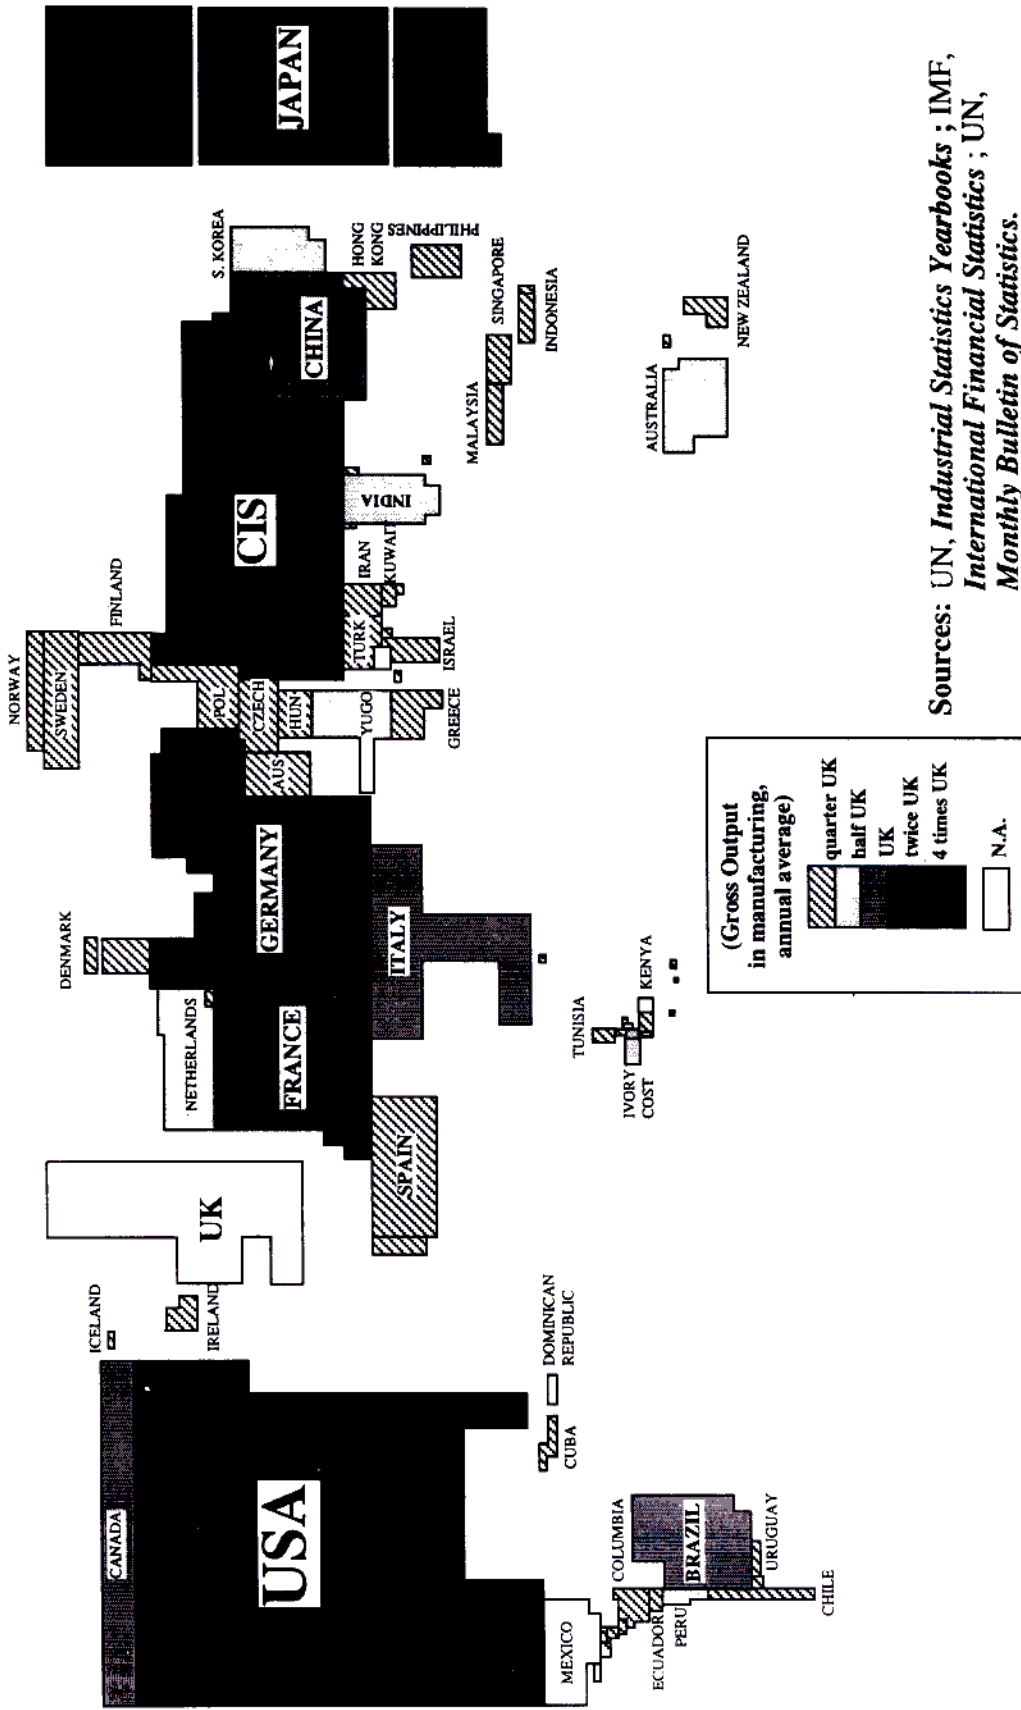 NORWAY
SWEDEN
FINLAND
DENMARK
ICELAND
IRELAND
UK
NETHERLANDS
GERMANY
FRANCE
POL
CZECH
HUN
AUS
YUGO
GREECE
ITALY
SPAIN
CIS
CHINA
S. KOREA
JAPAN
HONG
KONG
PHILIPPINES
SINGAPORE
MALAYSIA
INDONESIA
INDIA
IRAN
KUWAIT
TURK
ISRAEL
AUSTRALIA
NEW ZEALAND
TUNISIA
IVORY
COST
KENYA
CANADA
USA
MEXICO
CUBA
DOMINICAN
REPUBLIC
COLUMBIA
ECUADOR
PERU
BRAZIL
URUGUAY
CHILE
(Gross Output
in manufacturing,
annual average)
quarter UK
half UK
UK
twice UK
4 times UK
N.A.
Sources: UN, Industrial Statistics Yearbooks ; IMF,
International Financial Statistics ; UN,
Monthly Bulletin of Statistics.